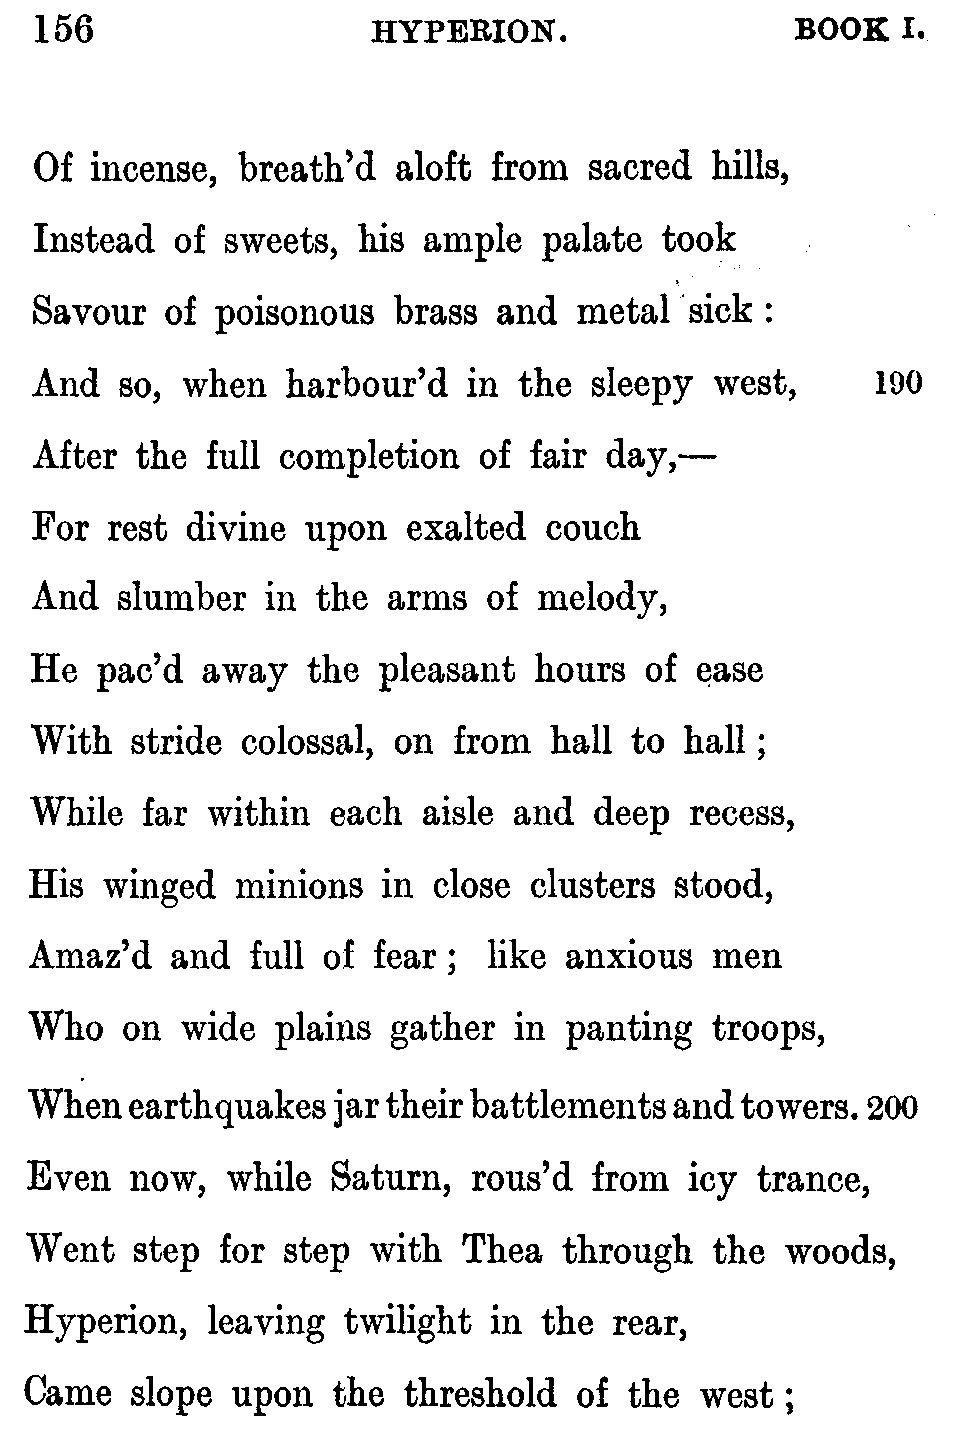 156 HYPERION. BOOK I.
Of incense, breath’d aloft from sacred hills,
Instead of sweets, his ample palate took
Savour of poisonous brass and metal sick :
And so, when harbour’d in the sleepy west, 190
After the full completion of fair day,—
For rest divine upon exalted couch
And slumber in the arms of melody,
He pac’d away the pleasant hours of ease
With stride colossal, on from hall to hall ;
While far within each aisle and deep recess,
His winged minions in close clusters stood,
Amaz’d and full of fear ; like anxious men
Who on wide plains gather in panting troops,
When earthquakes jar their battlements and towers. 200
Even now, while Saturn, rous’d from icy trance,
Went step for step with Thea through the woods,
Hyperion, leaving twilight in the rear,
Came slope upon the threshold of the west ;